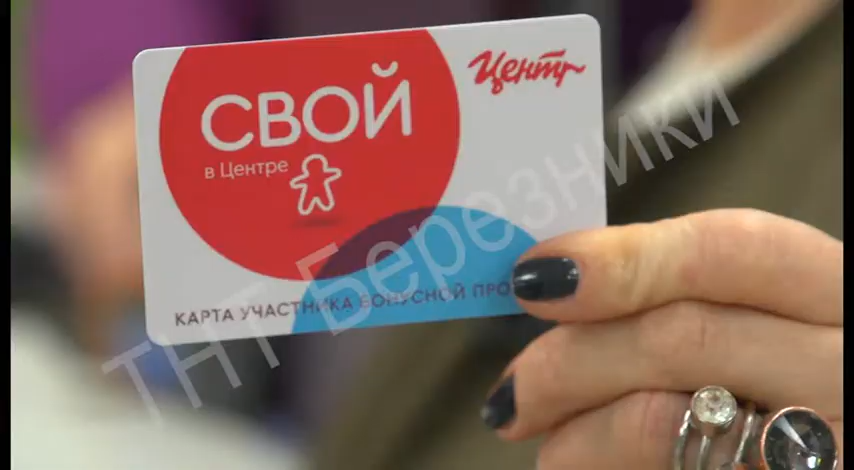 СВОЙ
в Центре
Центр
КАРТА УЧАСТНИКА БОНУСНОЙ
ТНТ Березники